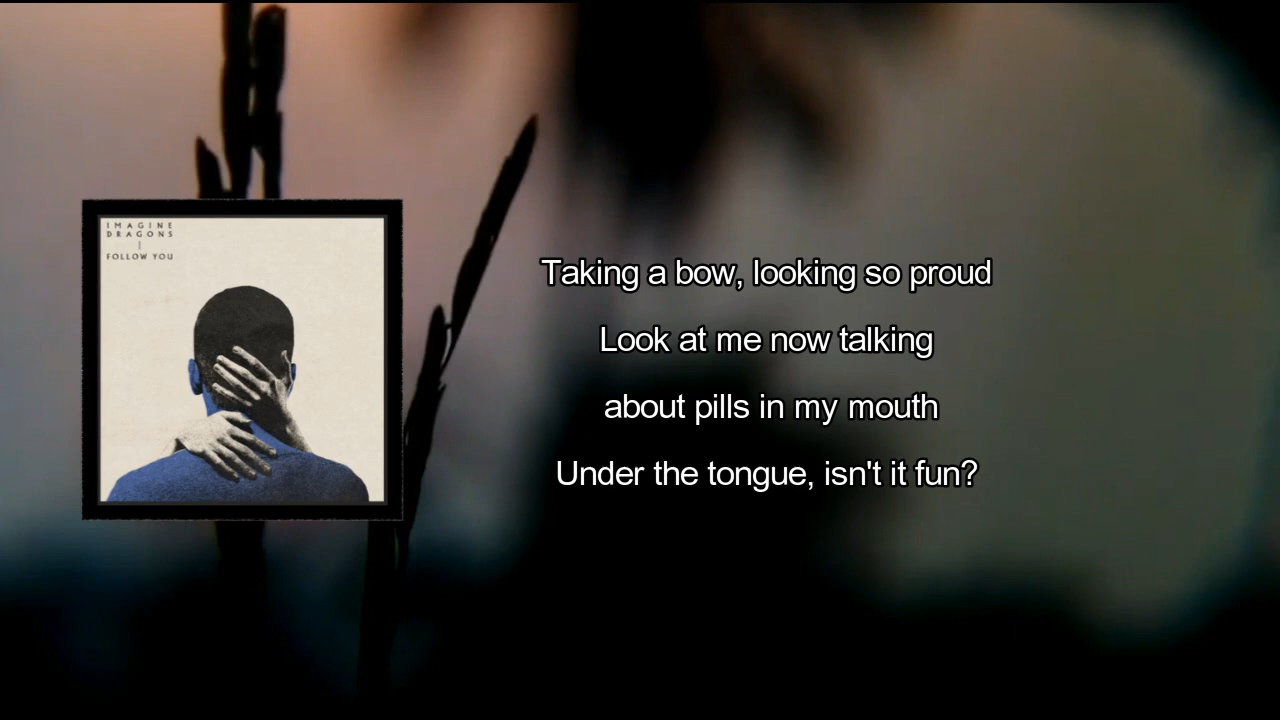 IMAGINE
DRAGONS
FOLLOW YOU
Taking a bow, looking so proud
Look at me now talking
about pills in my mouth
Under the tongue, isn't it fun?